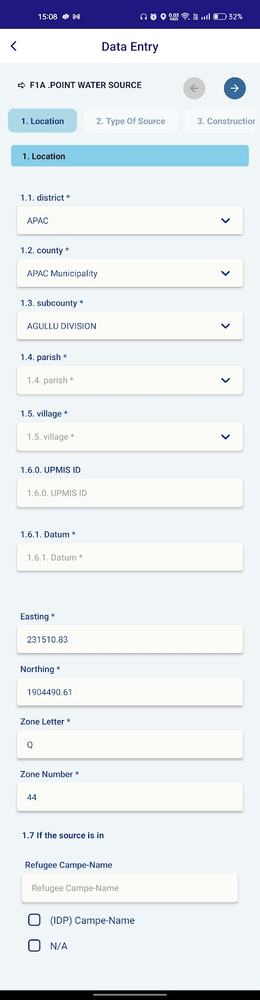 15:08
0.03 KB/S
Vo LTE
32%
Data Entry
F1A .POINT WATER SOURCE
1. Location
2. Type Of Source
3. Construction
1. Location
1.1. district *
APAC
1.2. county *
APAC Municipality
1.3. subcounty *
AGULLU DIVISION
1.4. parish *
1.4. parish *
1.5. village *
1.5. village *
1.6.0. UPMIS ID
1.6.0. UPMIS ID
1.6.1. Datum *
1.6.1. Datum *
Easting *
231510.83
Northing *
1904490.61
Zone Letter *
Q
Zone Number *
44
1.7 If the source is in
Refugee Campe-Name
Refugee Campe-Name
(IDP) Campe-Name
N/A